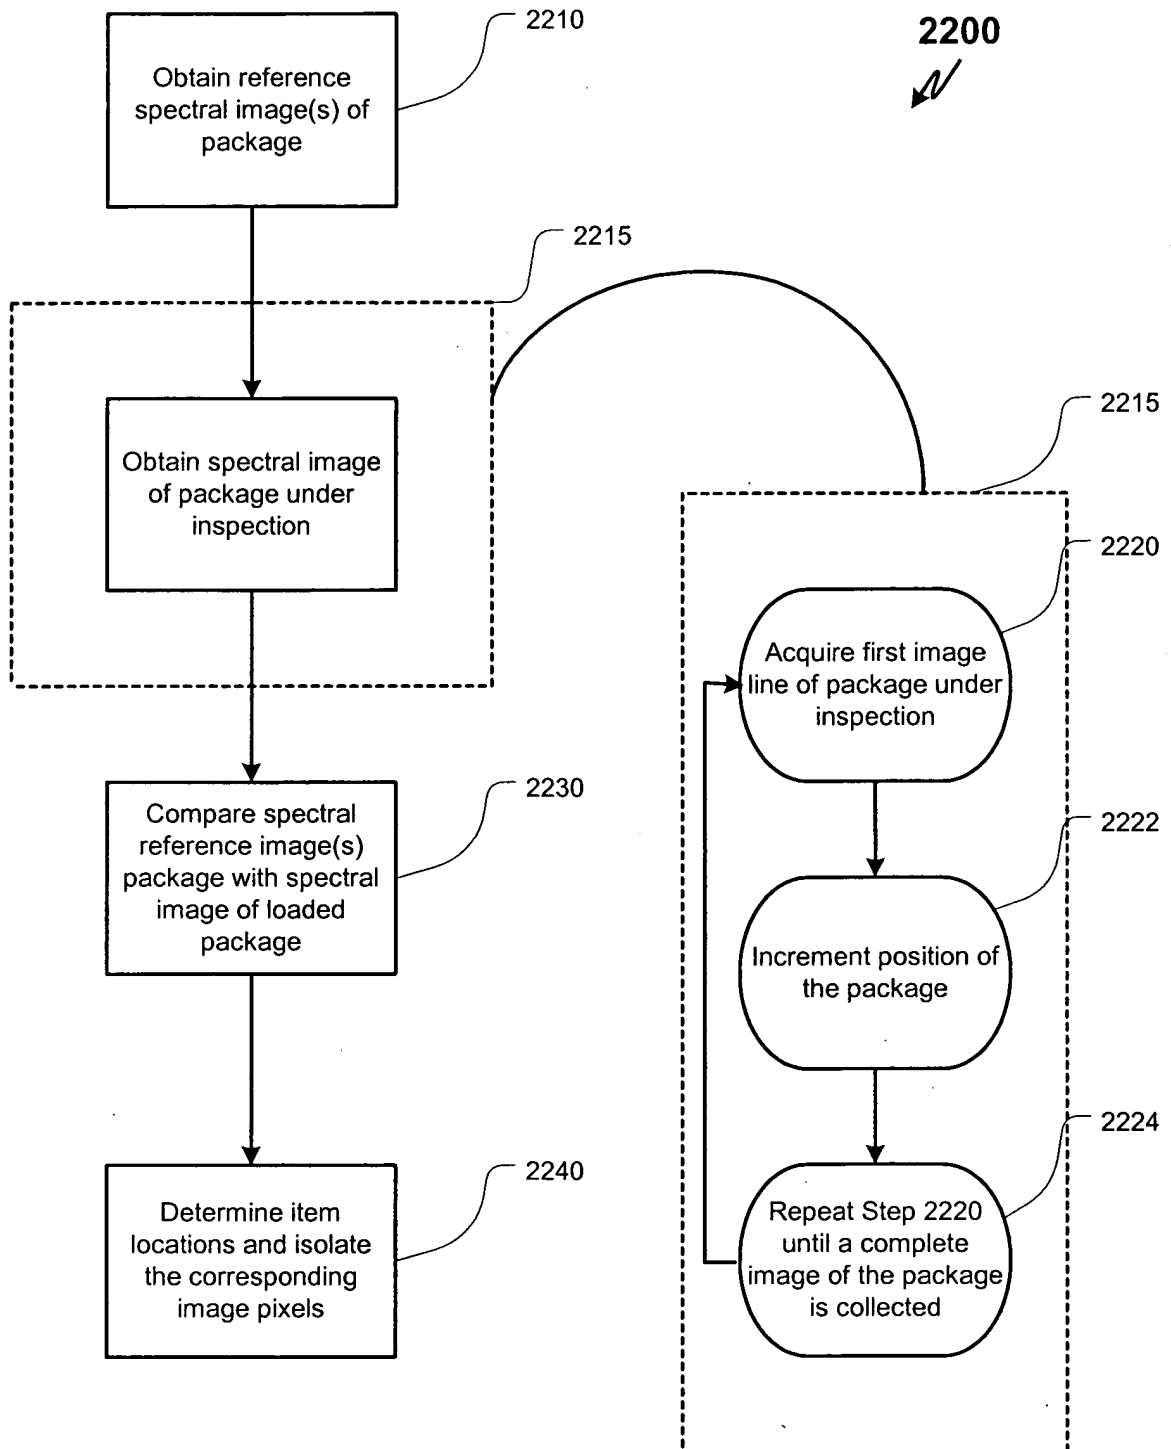 2210
2200
Obtain reference
spectral image(s) of
package
2215
Obtain spectral image
of package under
inspection
2215
2220
Acquire first image
line of package under
inspection
2230
Compare spectral
reference image(s)
package with spectral
image of loaded
package
2222
Increment position of
the package
2224
2240
Determine item
locations and isolate
the corresponding
image pixels
Repeat Step 2220
until a complete
image of the package
is collected